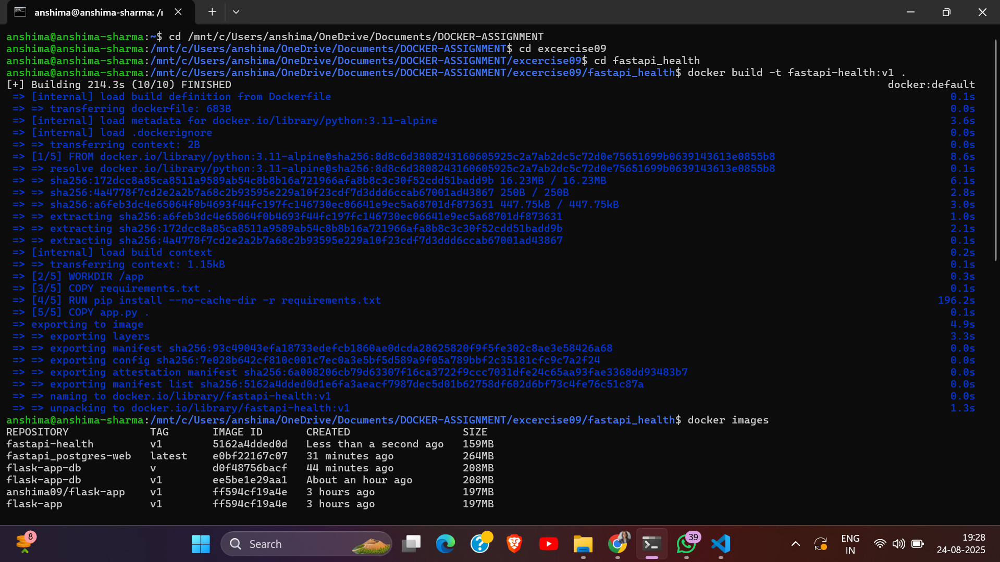 anshima@anshima-sharma: /r
anshima@anshima-sharma:~$ cd /mnt/c/Users/anshima/OneDrive/Documents/DOCKER-ASSIGNMENT
anshima@anshima-sharma:/mnt/c/Users/anshima/OneDrive/Documents/DOCKER-ASSIGNMENT$ cd excercise09
anshima@anshima-sharma:/mnt/c/Users/anshima/OneDrive/Documents/DOCKER-ASSIGNMENT/excercise09$ cd fastapi_health
anshima@anshima-sharma:/mnt/c/Users/anshima/OneDrive/Documents/DOCKER-ASSIGNMENT/excercise09/fastapi_health$ docker build -t fastapi-health:v1 .
[+] Building 214.3s (10/10) FINISHED docker:default
=> [internal] load build definition from Dockerfile 0.1s
=> => transferring dockerfile: 683B 0.0s
=> [internal] load metadata for docker.io/library/python:3.11-alpine 3.6s
=> [internal] load .dockerignore 0.0s
=> => transferring context: 2B 0.0s
=> [1/5] FROM docker.io/library/python:3.11-alpine@sha256:8d8c6d3808243160605925c2a7ab2dc5c72d0e75651699b0639143613e0855b8 8.6s
=> => resolve docker.io/library/python:3.11-alpine@sha256:8d8c6d3808243160605925c2a7ab2dc5c72d0e75651699b0639143613e0855b8 0.1s
=> => sha256:172dcc8a85ca8511a9589ab54c8b8b16a721966afa8b8c3c30f52cdd51badd9b 16.23MB / 16.23MB 6.1s
=> => sha256:4a4778f7cd2e2a2b7a68c2b93595e229a10f23cdf7d3ddd6ccab67001ad43867 250B / 250B 2.8s
=> => sha256:a6feb3dc4e65064f0b4693f44fc197fc146730ec06641e9ec5a68701df873631 447.75kB / 447.75kB 3.0s
=> => extracting sha256:a6feb3dc4e65064f0b4693f44fc197fc146730ec06641e9ec5a68701df873631 1.0s
=> => extracting sha256:172dcc8a85ca8511a9589ab54c8b8b16a721966afa8b8c3c30f52cdd51badd9b 2.1s
=> => extracting sha256:4a4778f7cd2e2a2b7a68c2b93595e229a10f23cdf7d3ddd6ccab67001ad43867 0.1s
=> [internal] load build context 0.2s
=> => transferring context: 1.15kB 0.1s
=> [2/5] WORKDIR /app 0.3s
=> [3/5] COPY requirements.txt . 0.1s
=> [4/5] RUN pip install --no-cache-dir -r requirements.txt 196.2s
=> [5/5] COPY app.py . 0.1s
=> exporting to image 4.9s
=> => exporting layers 3.3s
=> => exporting manifest sha256:93c49043efa18733edefcb1860ae0dcda28625820f9f5fe302c8ae3e58426a68 0.0s
=> => exporting config sha256:7e028b642cf810c001c7ec0a3e5bf5d589a9f05a789bbf2c35181cfc9c7a2f24 0.0s
=> => exporting attestation manifest sha256:6a008206cb79d63307f16ca3722f9ccc7031dfe24c65aa93fae3368dd93483b7 0.0s
=> => exporting manifest list sha256:5162a4dded0d1e6fa3aeacf7987dec5d01b62758df602d6bf73c4fe76c51c87a 0.0s
=> => naming to docker.io/library/fastapi-health:v1 0.0s
=> => unpacking to docker.io/library/fastapi-health:v1 1.3s
anshima@anshima-sharma:/mnt/c/Users/anshima/OneDrive/Documents/DOCKER-ASSIGNMENT/excercise09/fastapi_health$ docker images
REPOSITORY TAG IMAGE ID CREATED SIZE
fastapi-health v1 5162a4dded0d Less than a second ago 159MB
fastapi_postgres-web latest e0bf22167c07 31 minutes ago 264MB
flask-app-db v d0f48756bacf 44 minutes ago 208MB
flask-app-db v1 ee5be1e29aa1 About an hour ago 208MB
anshima09/flask-app v1 ff594cf19a4e 3 hours ago 197MB
flask-app v1 ff594cf19a4e 3 hours ago 197MB
8
Search
39
ENG
IN
19:28
24-08-2025